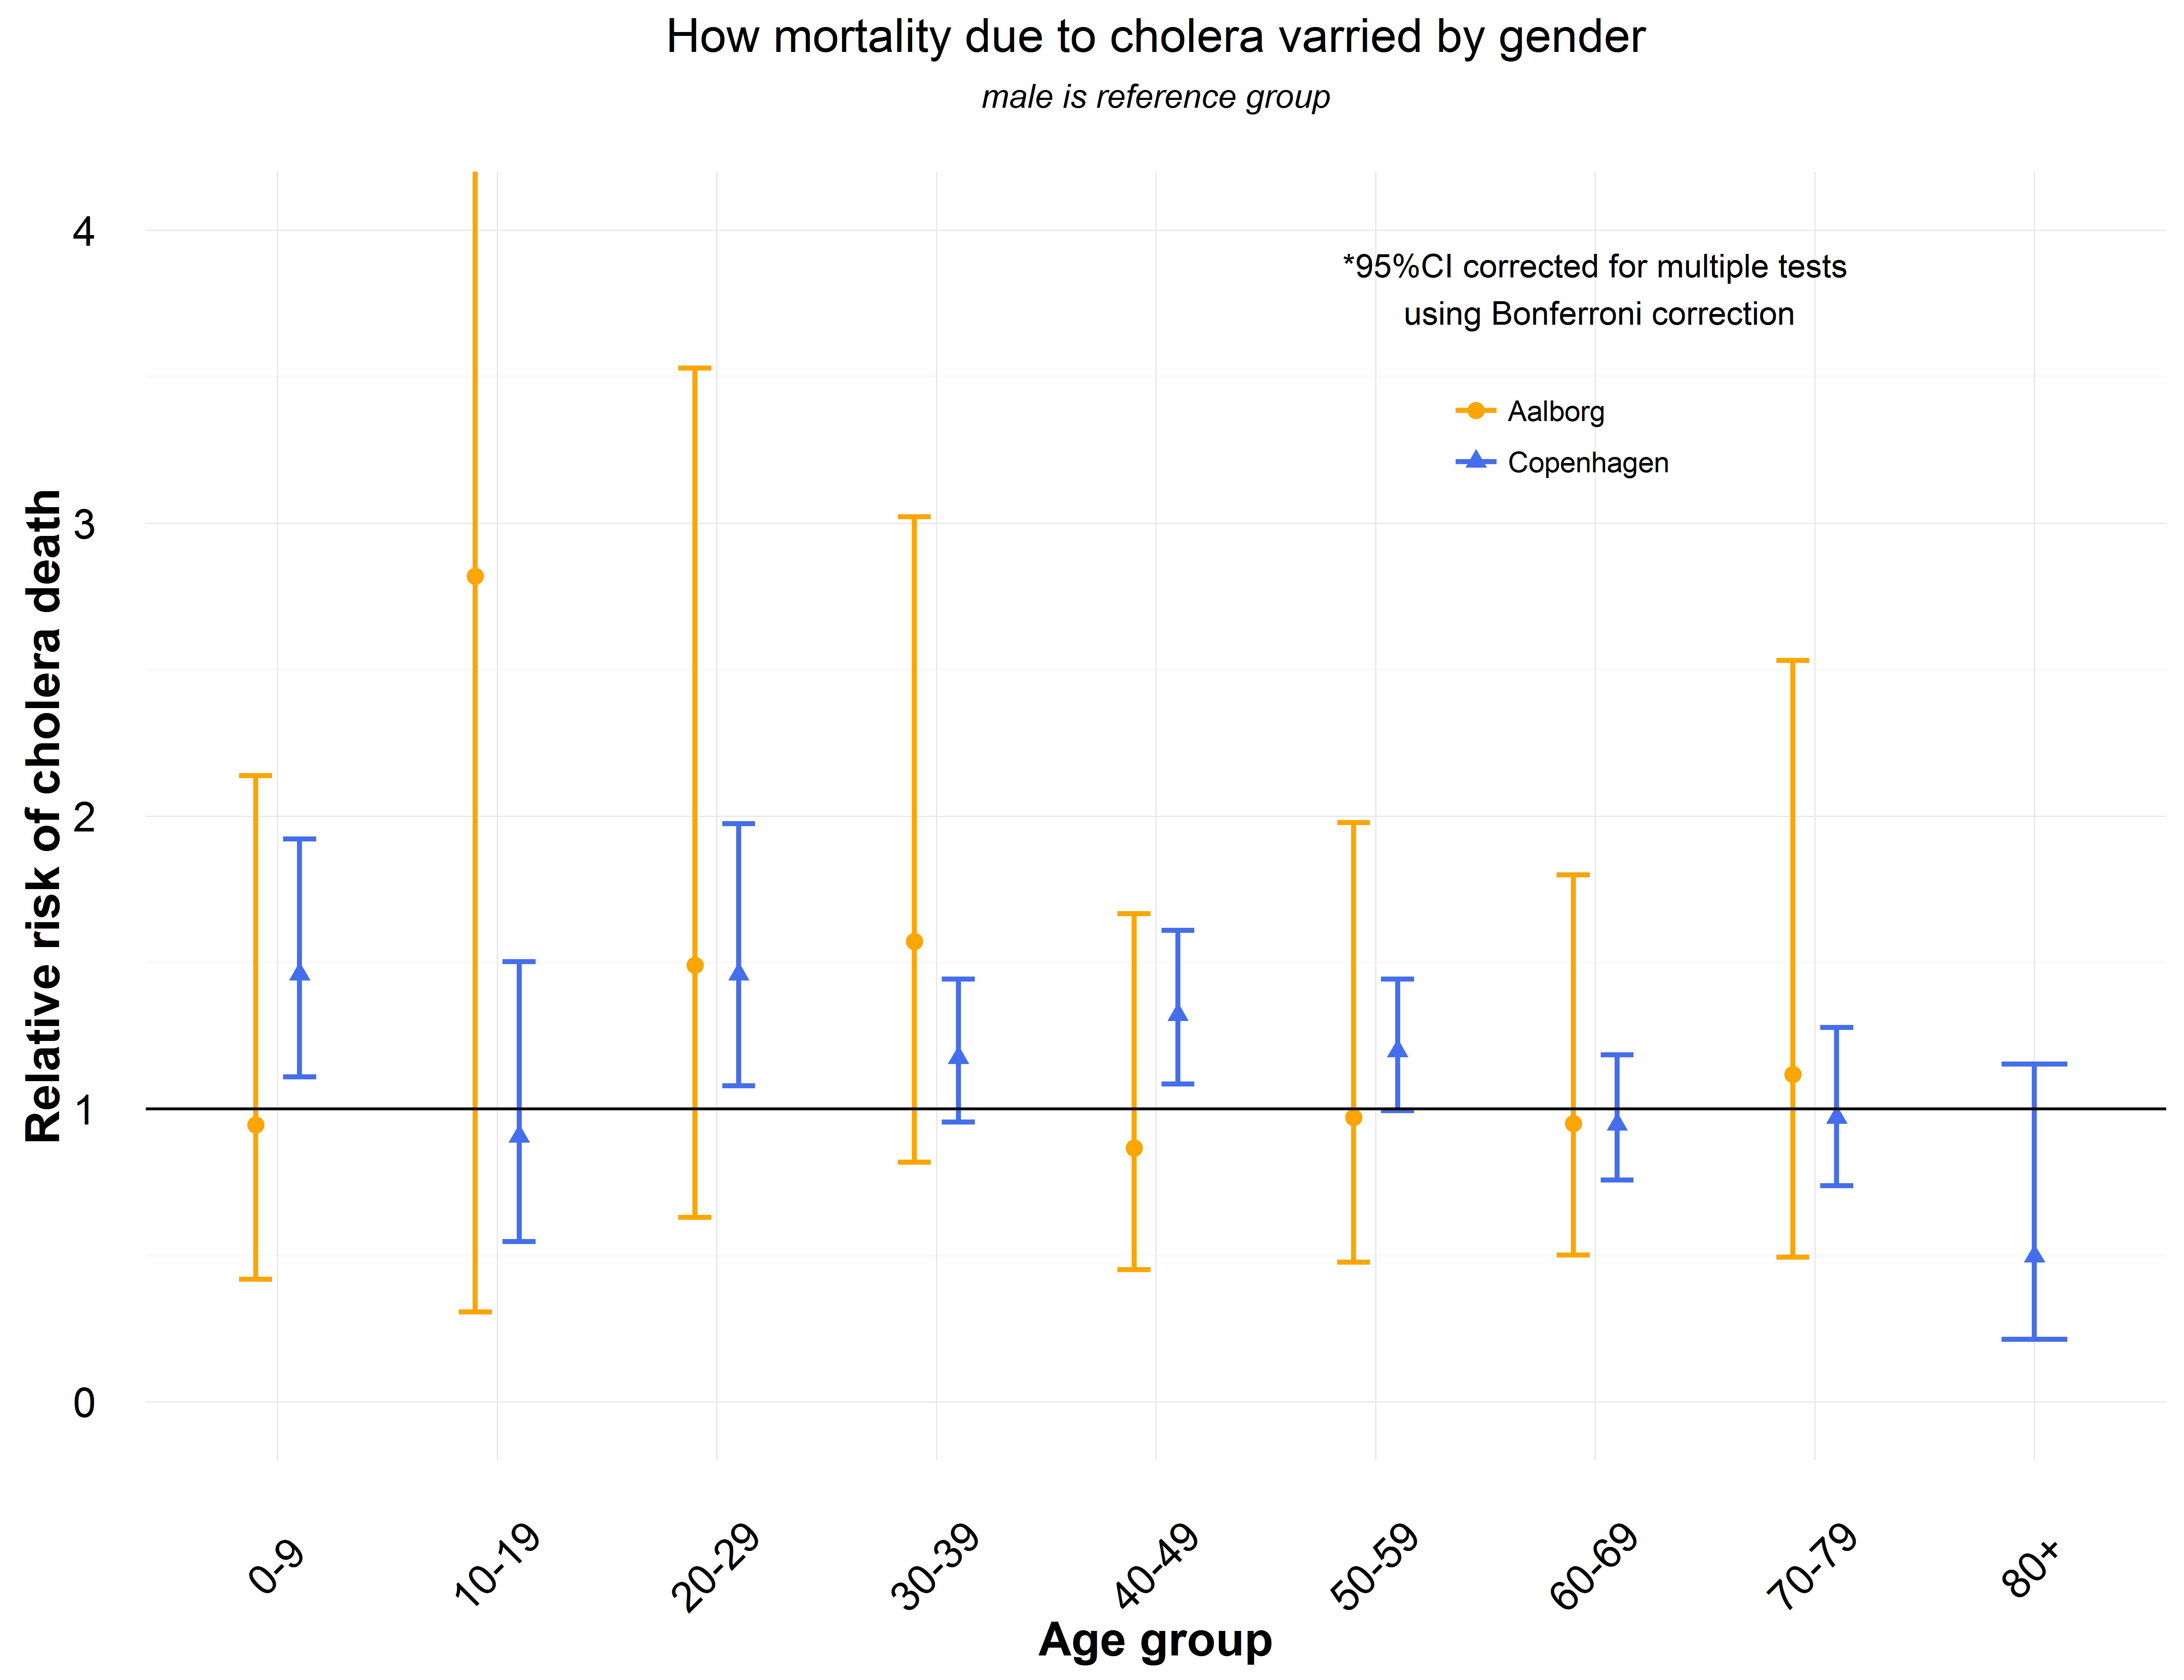 How mortality due to cholera varried by gender
male is reference group
4
3
2
1
0
Relative risk of cholera death
*95%CI corrected for multiple tests
using Bonferroni correction
Aalborg
Copenhagen
0-9
10-19
20-29
30-39
40-49
50-59
60-69
70-79
80+
Age group